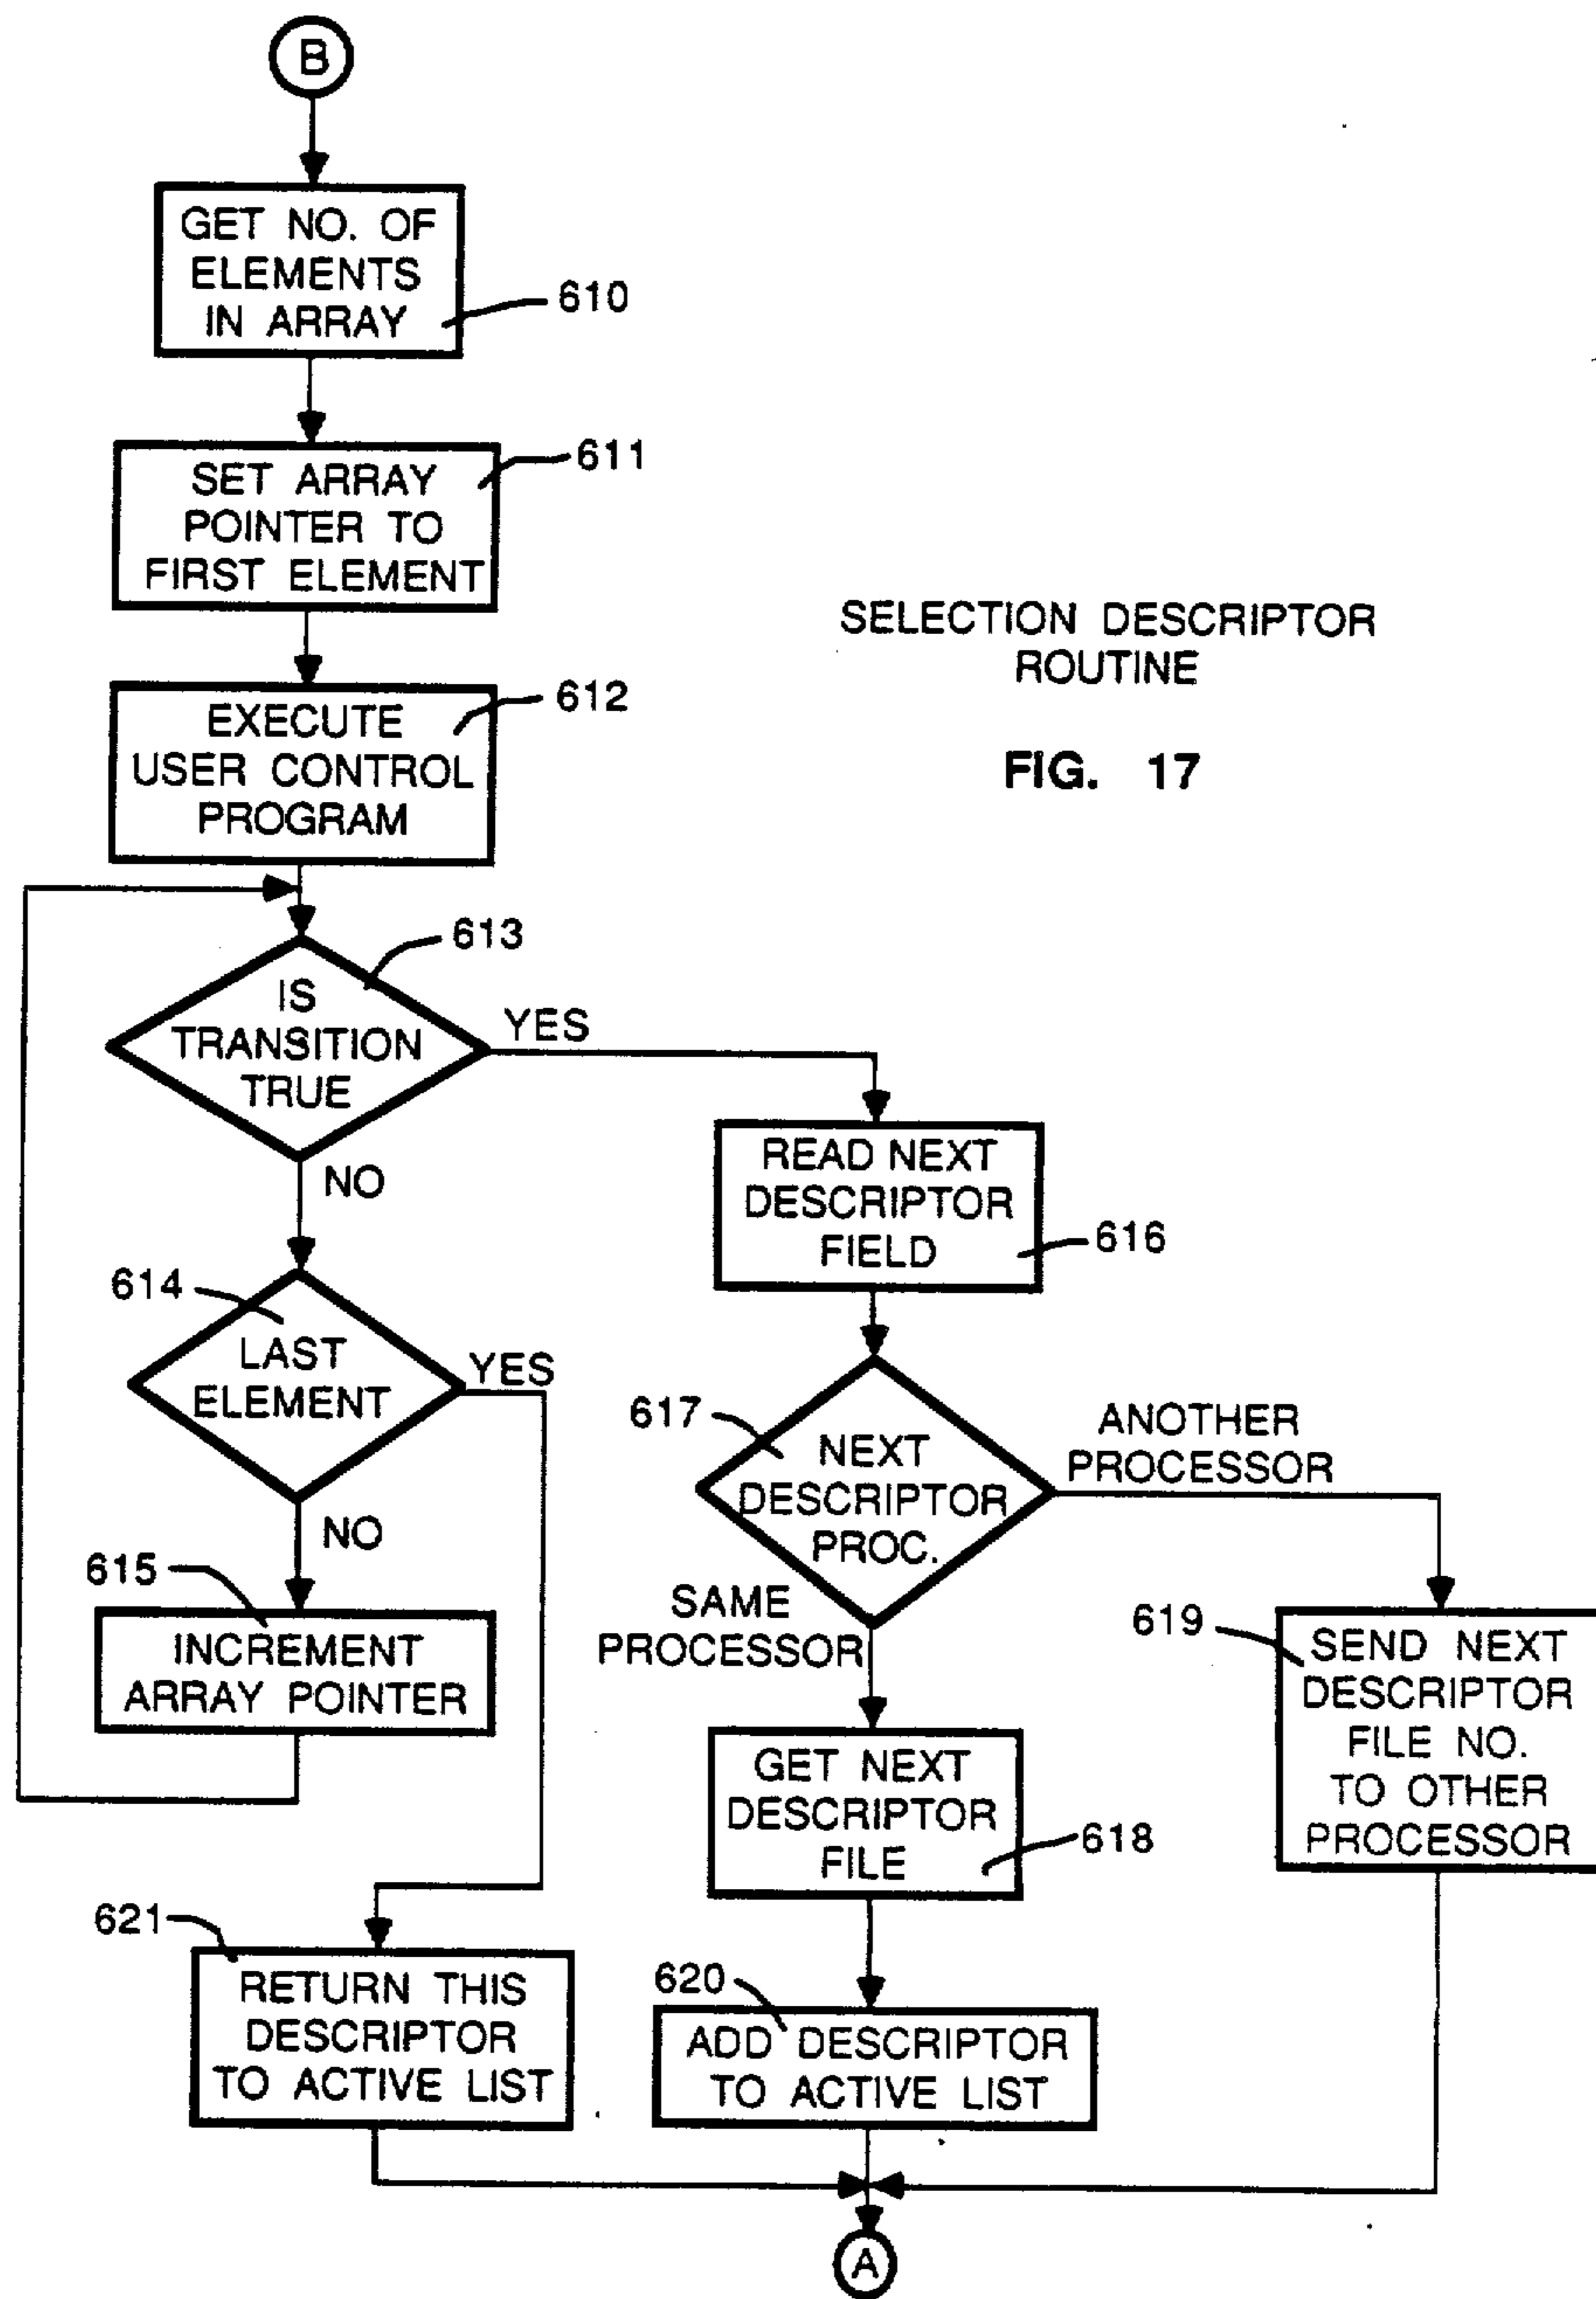 B
GET NO. OF
ELEMENTS
IN ARRAY
610
SET ARRAY
POINTER TO
FIRST ELEMENT
611
SELECTION DESCRIPTOR
ROUTINE
FIG. 17
EXECUTE
USER CONTROL
PROGRAM
612
IS
TRANSITION
TRUE
613
YES
NO
READ NEXT
DESCRIPTOR
FIELD
616
614
LAST
ELEMENT
YES
NO
617
NEXT
DESCRIPTOR
PROC.
ANOTHER
PROCESSOR
SAME
PROCESSOR
615
INCREMENT
ARRAY POINTER
619
SEND NEXT
DESCRIPTOR
FILE NO.
TO OTHER
PROCESSOR
GET NEXT
DESCRIPTOR
FILE
618
621
RETURN THIS
DESCRIPTOR
TO ACTIVE LIST
620
ADD DESCRIPTOR
TO ACTIVE LIST
A